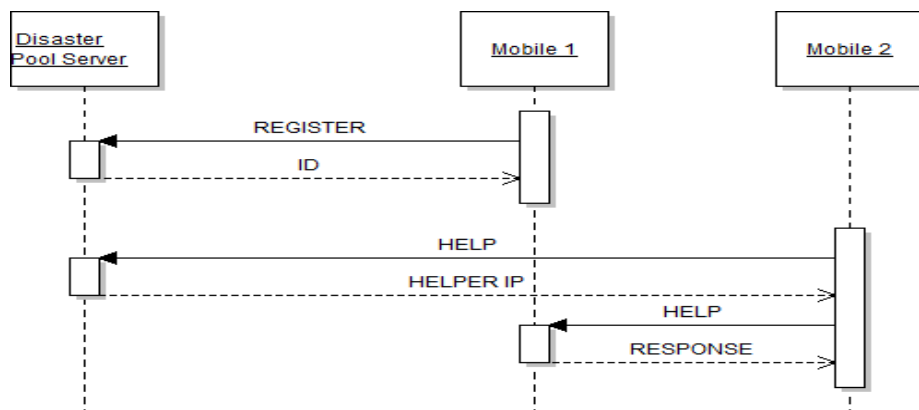 Disaster
Pool Server
Mobile 1
Mobile 2
REGISTER
ID
HELP
HELPER IP
HELP
RESPONSE